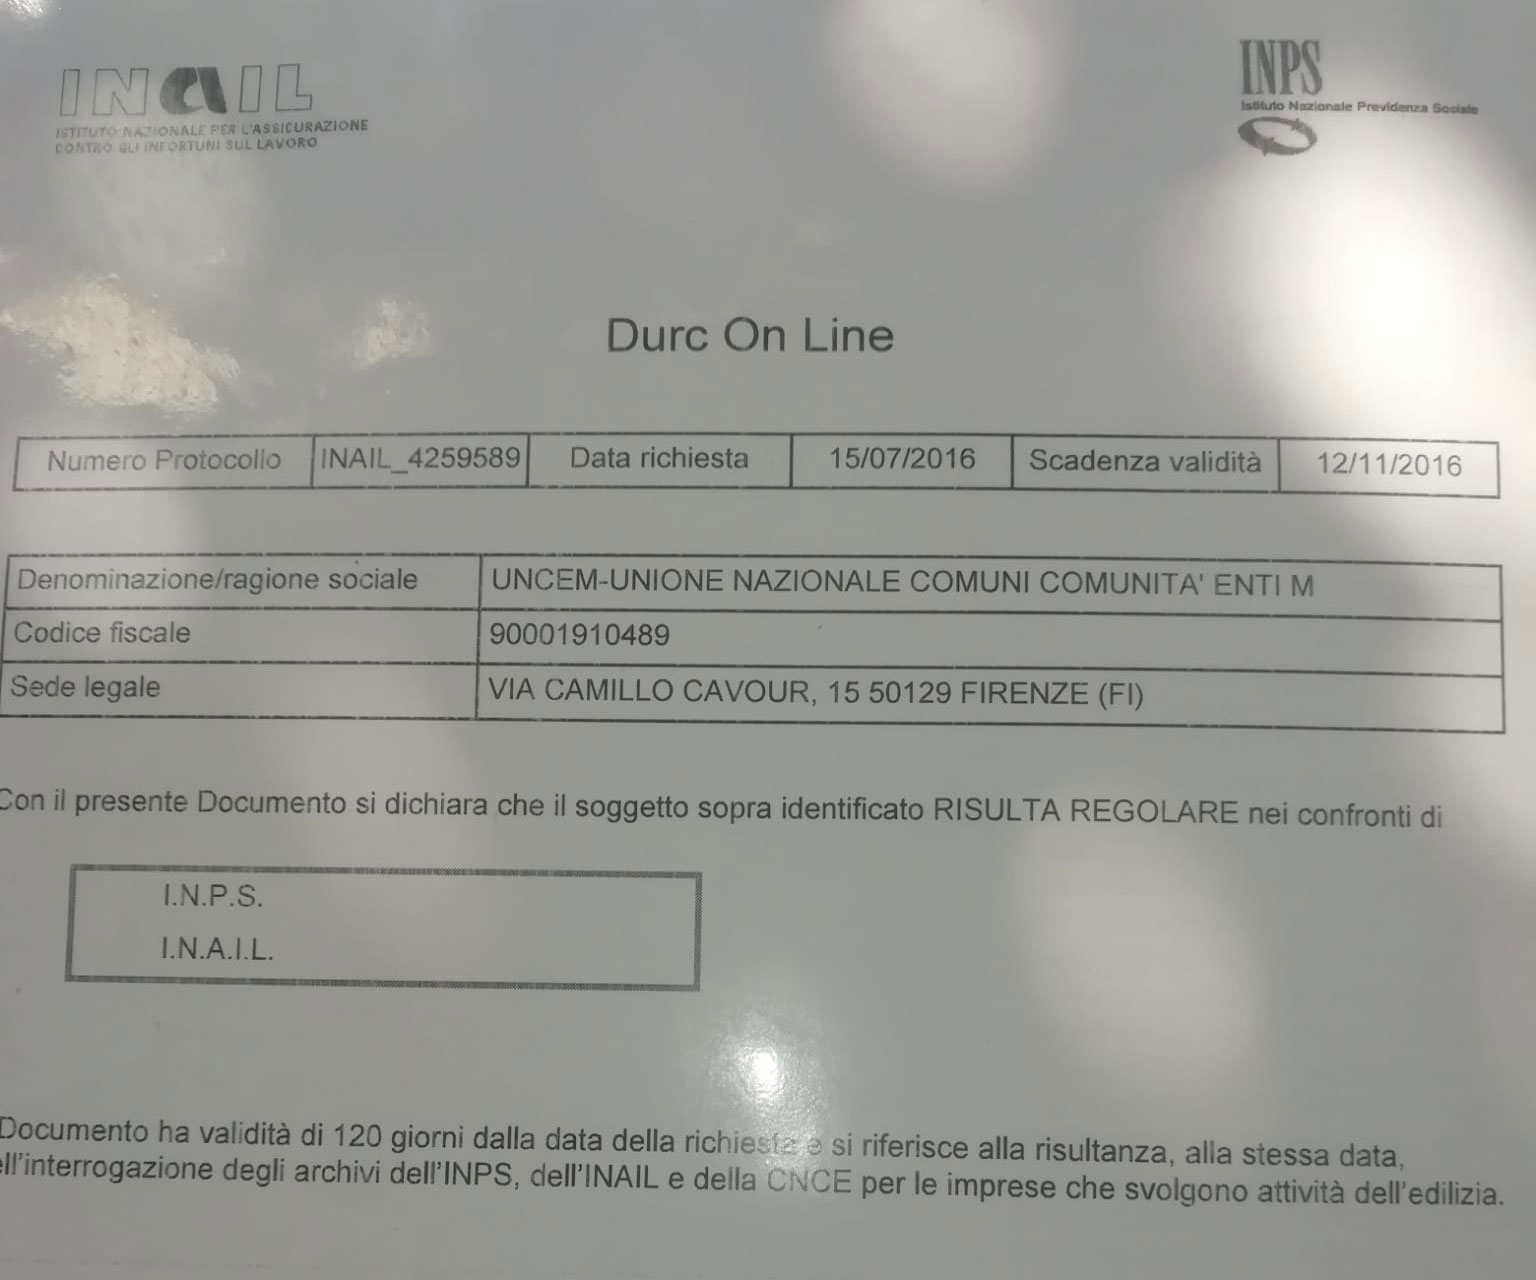 INAIL
ISTITUTO NAZIONALE PER L'ASSICURAZIONE
CONTRO GLI INFORTUNI SUL LAVORO
INPS
Istituto Nazionale Previdenza Sociale
Durc On Line
Numero Protocollo INAIL_4259589 Data richiesta 15/07/2016 Scadenza validità 12/11/2016
Denominazione/ragione sociale UNCEM-UNIONE NAZIONALE COMUNI COMUNITA' ENTI M
Codice fiscale 90001910489
Sede legale VIA CAMILLO CAVOUR, 15 50129 FIRENZE (FI)
Con il presente Documento si dichiara che il soggetto sopra identificato RISULTA REGOLARE nei confronti di
I.N.P.S.
I.N.A.I.L.
Documento ha validità di 120 giorni dalla data della richiesta e si riferisce alla risultanza, alla stessa data,
ell'interrogazione degli archivi dell'INPS, dell'INAIL e della CNCE per le imprese che svolgono attività dell'edilizia.